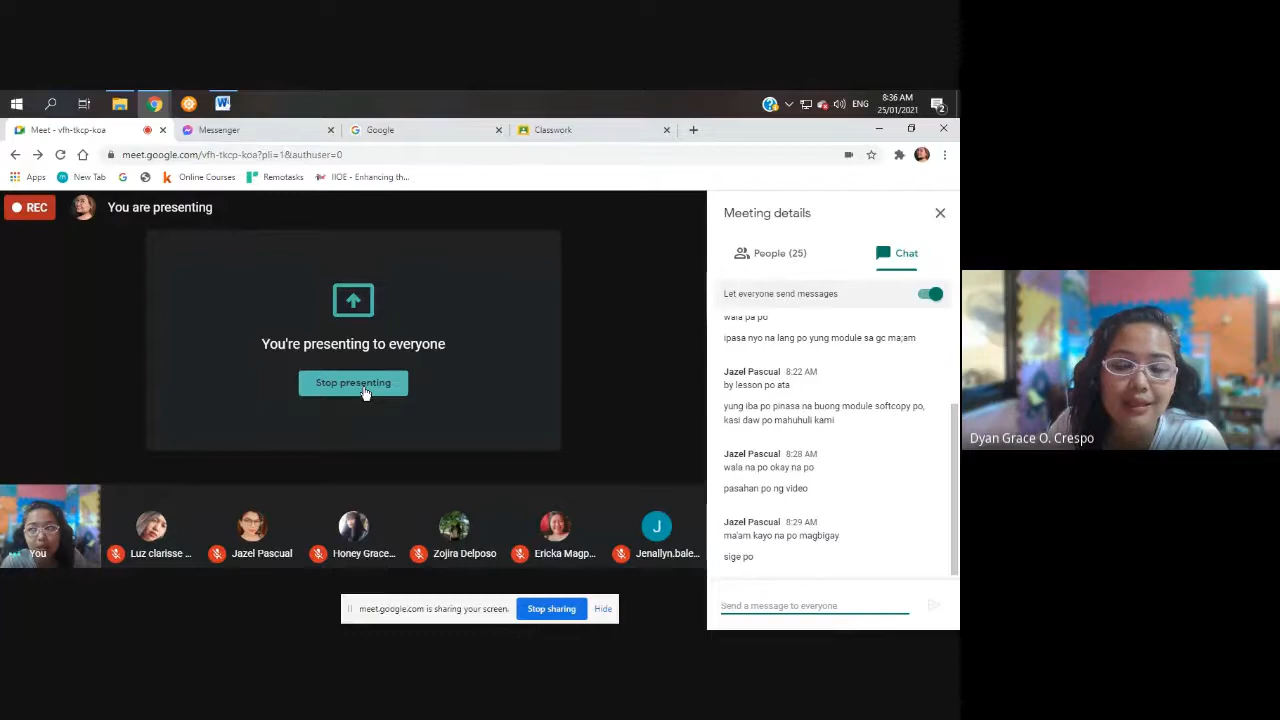 8:36 AM
ENG
25/01/2021
2
Meet - vfh-tkcp-koa
Messenger
Google
Classwork
meet.google.com/vfh-tkcp-koa?pli=1&authuser=0
Apps
New Tab
Online Courses
Remotasks
IIOE - Enhancing th...
REC
You are presenting
You're presenting to everyone
Stop presenting
You
Luz clarisse ...
Jazel Pascual
Honey Grace...
Zojira Delposo
Ericka Magp...
J
Jenallyn.bale...
meet.google.com is sharing your screen.
Stop sharing
Hide
Meeting details
People (25)
Chat
Let everyone send messages
wala pa po
ipasa nyo na lang po yung module sa gc ma;am
Jazel Pascual 8:22 AM
by lesson po ata
yung iba po pinasa na buong module softcopy po,
kasi daw po mahuhuli kami
Jazel Pascual 8:28 AM
wala na po okay na po
pasahan po ng video
Jazel Pascual 8:29 AM
ma'am kayo na po magbigay
sige po
Send a message to everyone
Dyan Grace O. Crespo